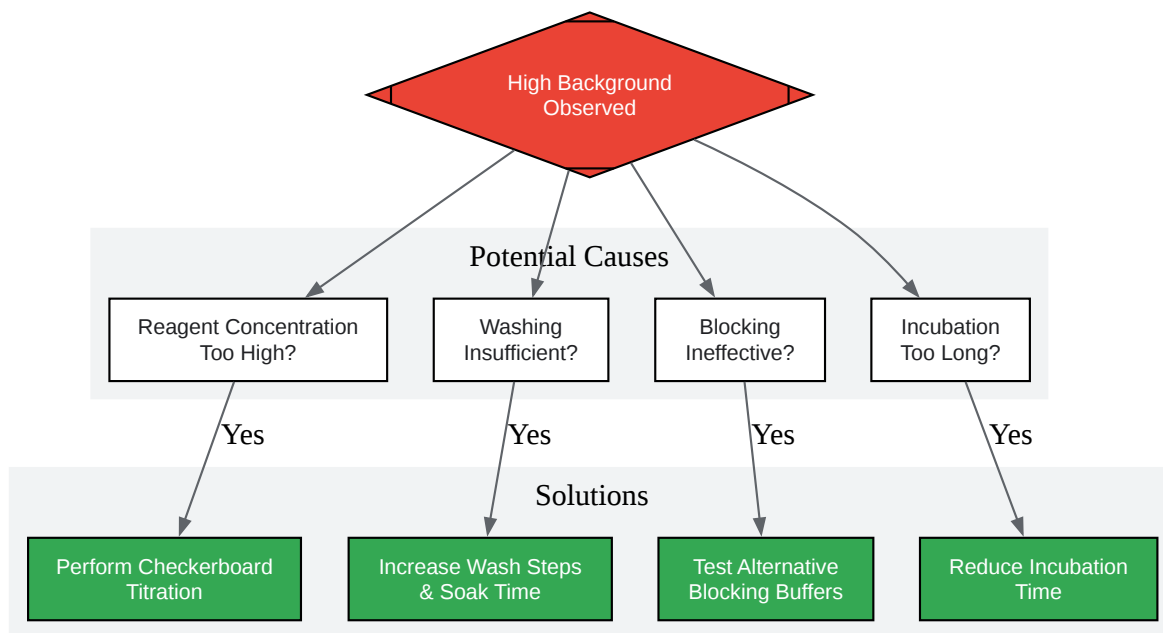 High Background
Observed
Potential Causes
Reagent Concentration
Too High?
Washing
Insufficient?
Blocking
Ineffective?
Incubation
Too Long?
Yes
Yes
Yes
Yes
Solutions
Perform Checkerboard
Titration
Increase Wash Steps
& Soak Time
Test Alternative
Blocking Buffers
Reduce Incubation
Time